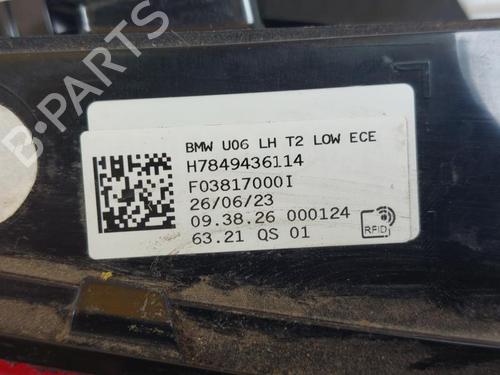 BMW U06 LH T2 LOW ECE
H7849436114
F03817000I
26/06/23
09.38.26 000124
63.21 QS 01
RFID
B-PARTS